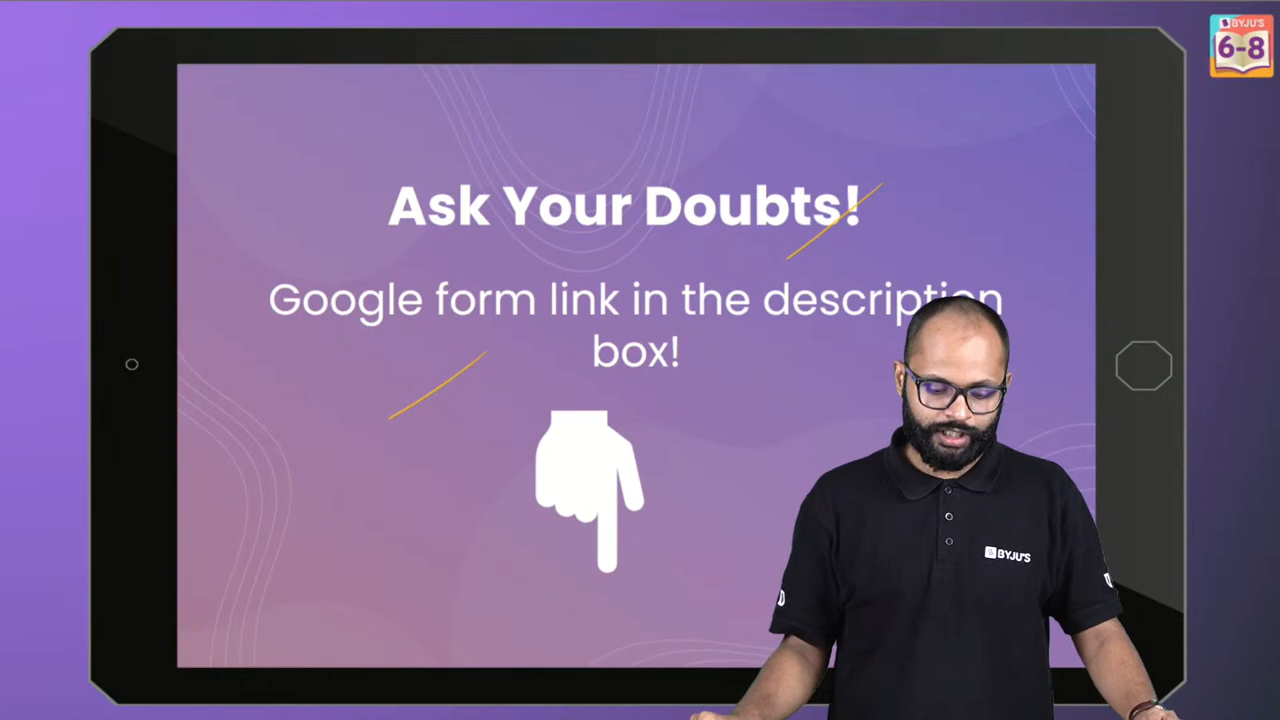 BYJU'S
6-8
Ask Your Doubts!
Google form link in the description
box!
BYJU'S